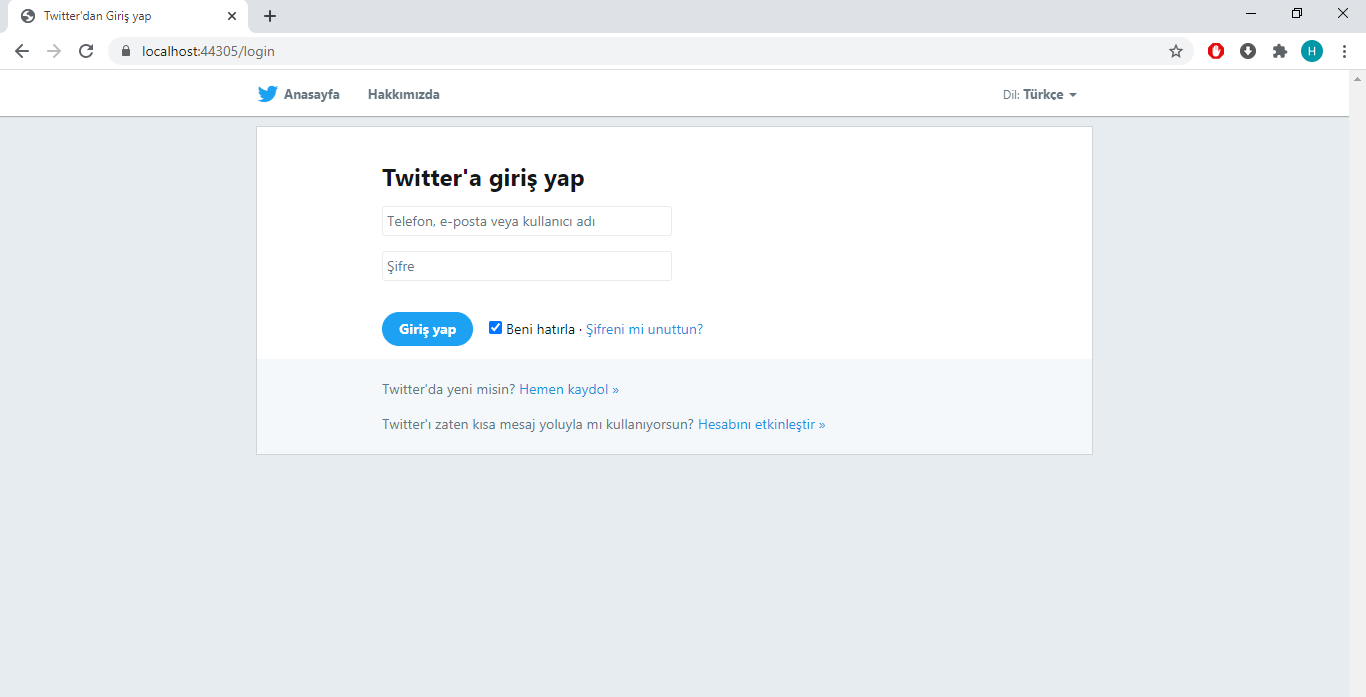 Twitter'dan Giriş yap
localhost:44305/login
H
Anasayfa Hakkımızda Dil: Türkçe
Twitter'a giriş yap
Telefon, e-posta veya kullanıcı adı
Şifre
Giriş yap Beni hatırla · Şifreni mi unuttun?
Twitter'da yeni misin? Hemen kaydol »
Twitter'ı zaten kısa mesaj yoluyla mı kullanıyorsun? Hesabını etkinleştir »